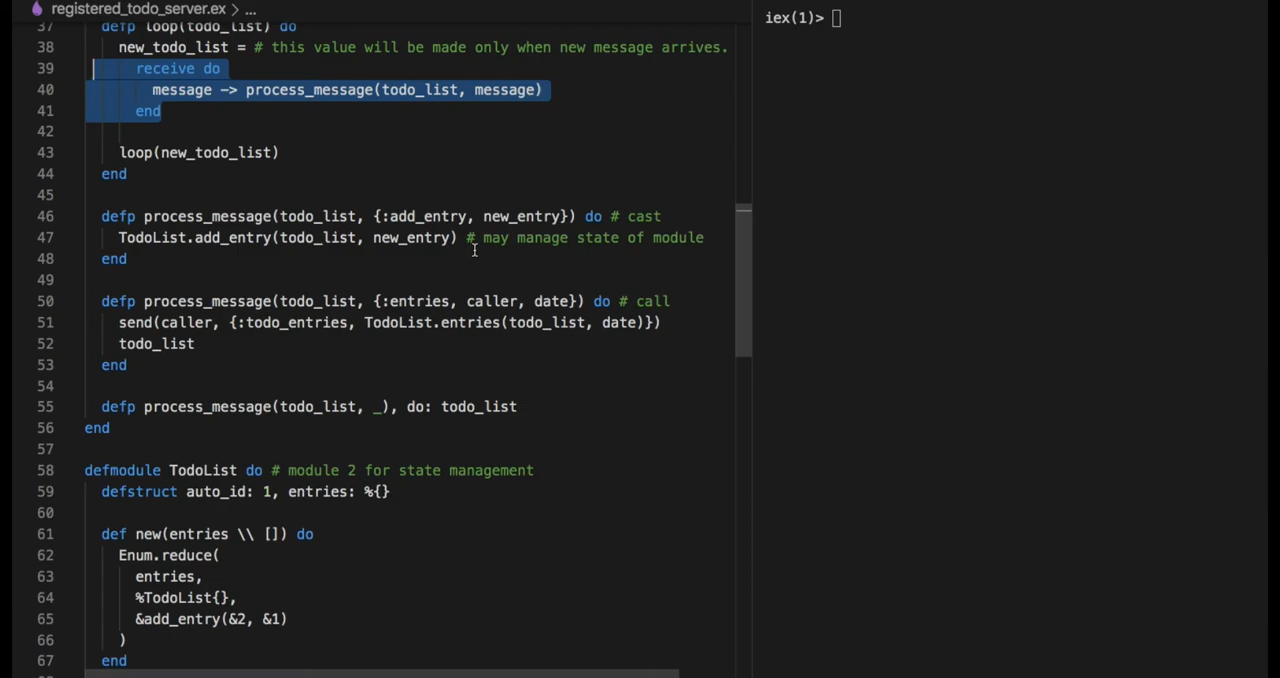 registered_todo_server.ex > ...
iex(1)>
37 defp loop(todo_list) do
38 new_todo_list = # this value will be made only when new message arrives.
39 receive do
40 message -> process_message(todo_list, message)
41 end
42
43 loop(new_todo_list)
44 end
45
46 defp process_message(todo_list, {:add_entry, new_entry}) do # cast
47 TodoList.add_entry(todo_list, new_entry) # may manage state of module
48 end
49
50 defp process_message(todo_list, {:entries, caller, date}) do # call
51 send(caller, {:todo_entries, TodoList.entries(todo_list, date)})
52 todo_list
53 end
54
55 defp process_message(todo_list, _), do: todo_list
56 end
57
58 defmodule TodoList do # module 2 for state management
59 defstruct auto_id: 1, entries: %{}
60
61 def new(entries \\ []) do
62 Enum.reduce(
63 entries,
64 %TodoList{},
65 &add_entry(&2, &1)
66 )
67 end